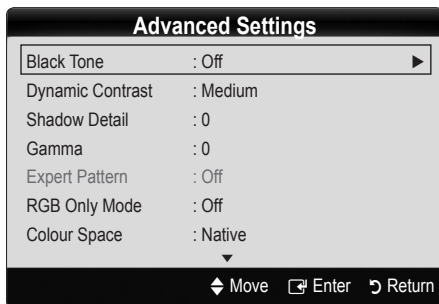 Advanced Settings
Black Tone : Off ►
Dynamic Contrast : Medium
Shadow Detail : 0
Gamma : 0
Expert Pattern : Off
RGB Only Mode : Off
Colour Space : Native
▼
Move Enter Return